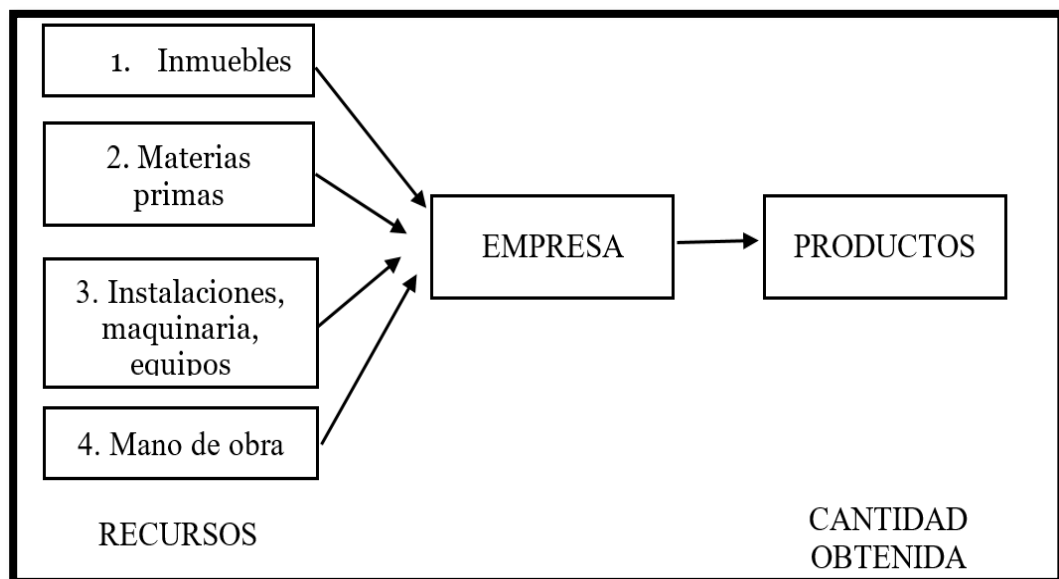 1. Inmuebles
2. Materias
primas
3. Instalaciones,
maquinaria,
equipos
4. Mano de obra
RECURSOS
EMPRESA
PRODUCTOS
CANTIDAD
OBTENIDA